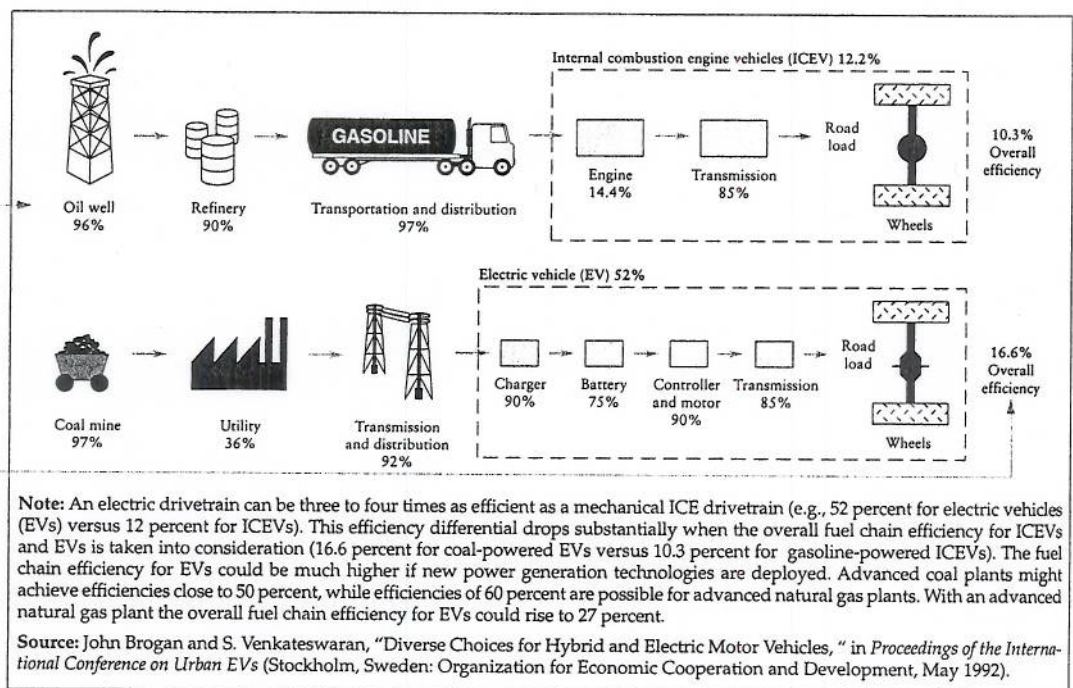 Internal combustion engine vehicles (ICEV) 12.2%
GASOLINE
Road
load
10.3%
Overall
efficiency
Engine
14.4%
Transmission
85%
Oil well
96%
Refinery
90%
Transportation and distribution
97%
Wheels
Electric vehicle (EV) 52%
Road
load
16.6%
Overall
efficiency
Charger
90%
Battery
75%
Controller
and motor
90%
Transmission
85%
Coal mine
97%
Utility
36%
Transmission
and distribution
92%
Wheels
Note: An electric drivetrain can be three to four times as efficient as a mechanical ICE drivetrain (e.g., 52 percent for electric vehicles
(EVs) versus 12 percent for ICEVs). This efficiency differential drops substantially when the overall fuel chain efficiency for ICEVs
and EVs is taken into consideration (16.6 percent for coal-powered EVs versus 10.3 percent for gasoline-powered ICEVs). The fuel
chain efficiency for EVs could be much higher if new power generation technologies are deployed. Advanced coal plants might
achieve efficiencies close to 50 percent, while efficiencies of 60 percent are possible for advanced natural gas plants. With an advanced
natural gas plant the overall fuel chain efficiency for EVs could rise to 27 percent.
Source: John Brogan and S. Venkateswaran, "Diverse Choices for Hybrid and Electric Motor Vehicles, " in Proceedings of the Interna-
tional Conference on Urban EVs (Stockholm, Sweden: Organization for Economic Cooperation and Development, May 1992).